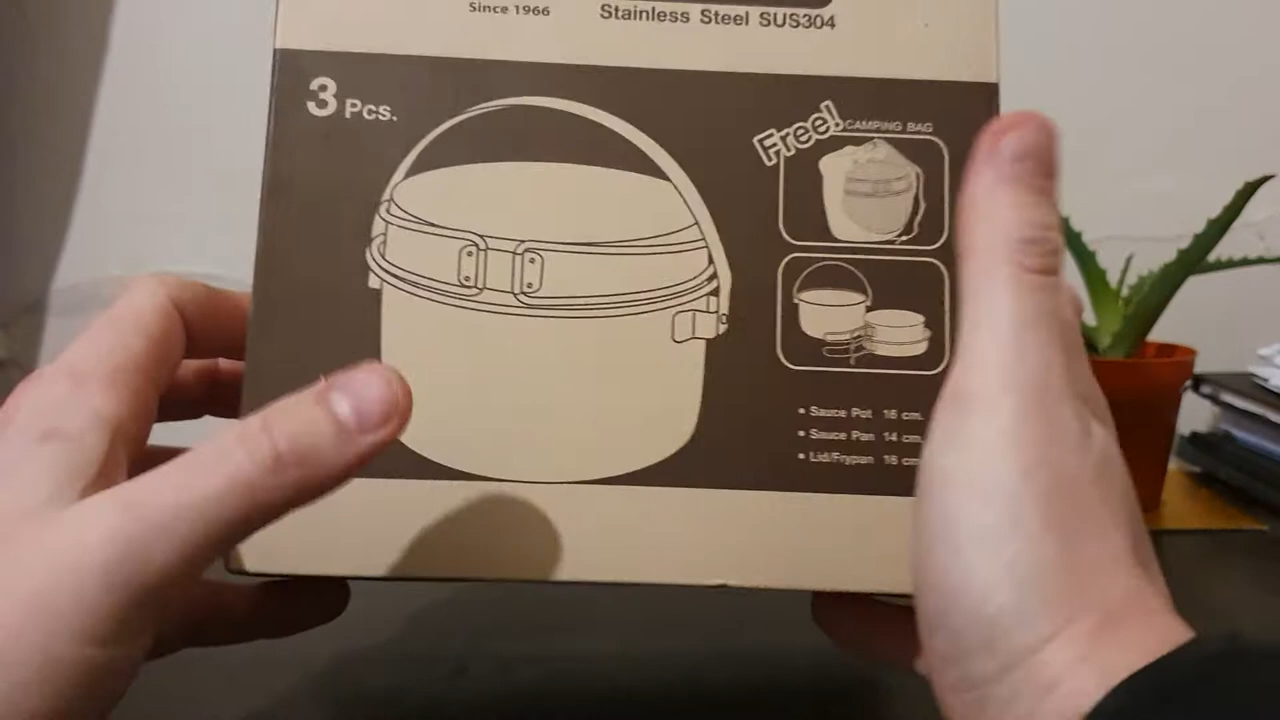 Since 1966
Stainless Steel SUS304
3 Pcs.
Free! CAMPING BAG
• Sauce Pot 16 cm.
• Sauce Pan 14 cm.
• Lid/Frypan 16 cm